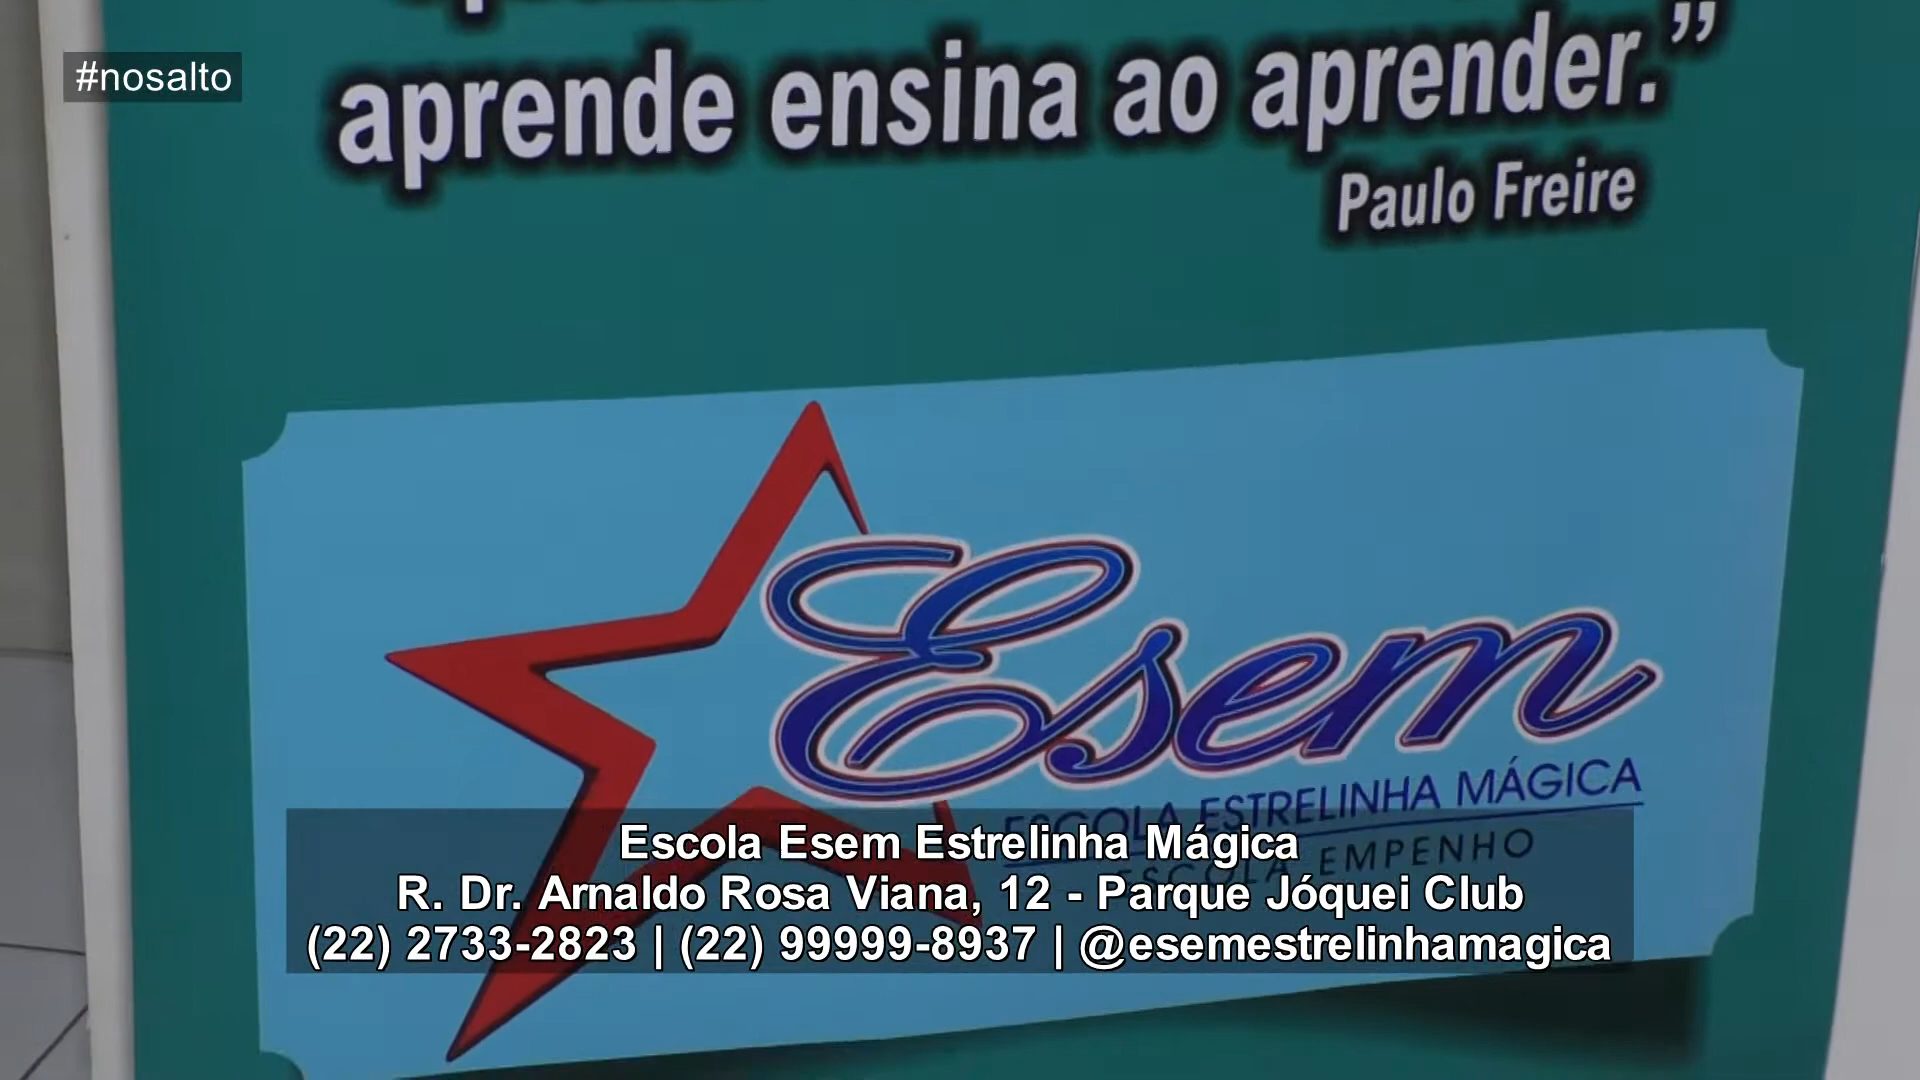 #nosalto
aprende ensina ao aprender.”
Paulo Freire
Esem
ESCOLA ESTRELINHA MÁGICA
ESCOLA EMPENHO
Escola Esem Estrelinha Mágica
R. Dr. Arnaldo Rosa Viana, 12 - Parque Jóquei Club
(22) 2733-2823 | (22) 99999-8937 | @esemestrelinhamagica